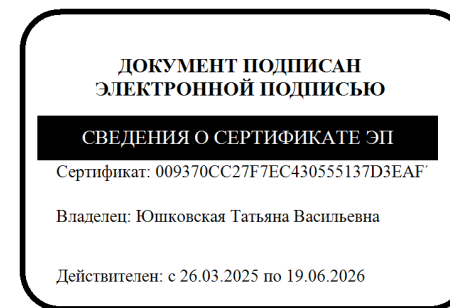 ДОКУМЕНТ ПОДПИСАН
ЭЛЕКТРОННОЙ ПОДПИСЬЮ
СВЕДЕНИЯ О СЕРТИФИКАТЕ ЭП
Сертификат: 009370CC27F7EC430555137D3EAF
Владелец: Юшковская Татьяна Васильевна
Действителен: с 26.03.2025 по 19.06.2026